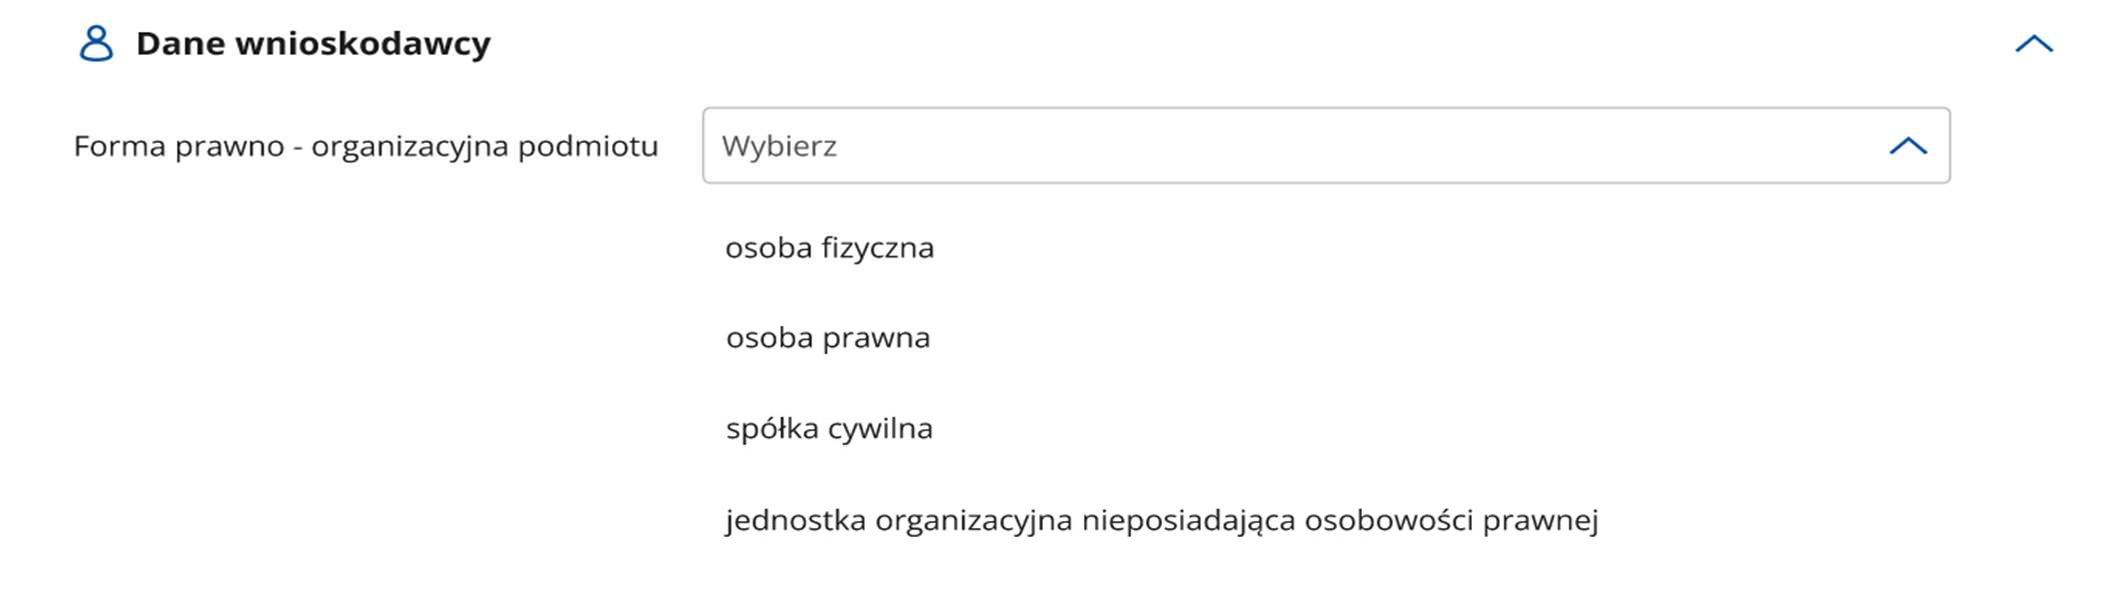 Dane wnioskodawcy
Forma prawno - organizacyjna podmiotu
Wybierz
osoba fizyczna
osoba prawna
spółka cywilna
jednostka organizacyjna nieposiadająca osobowości prawnej